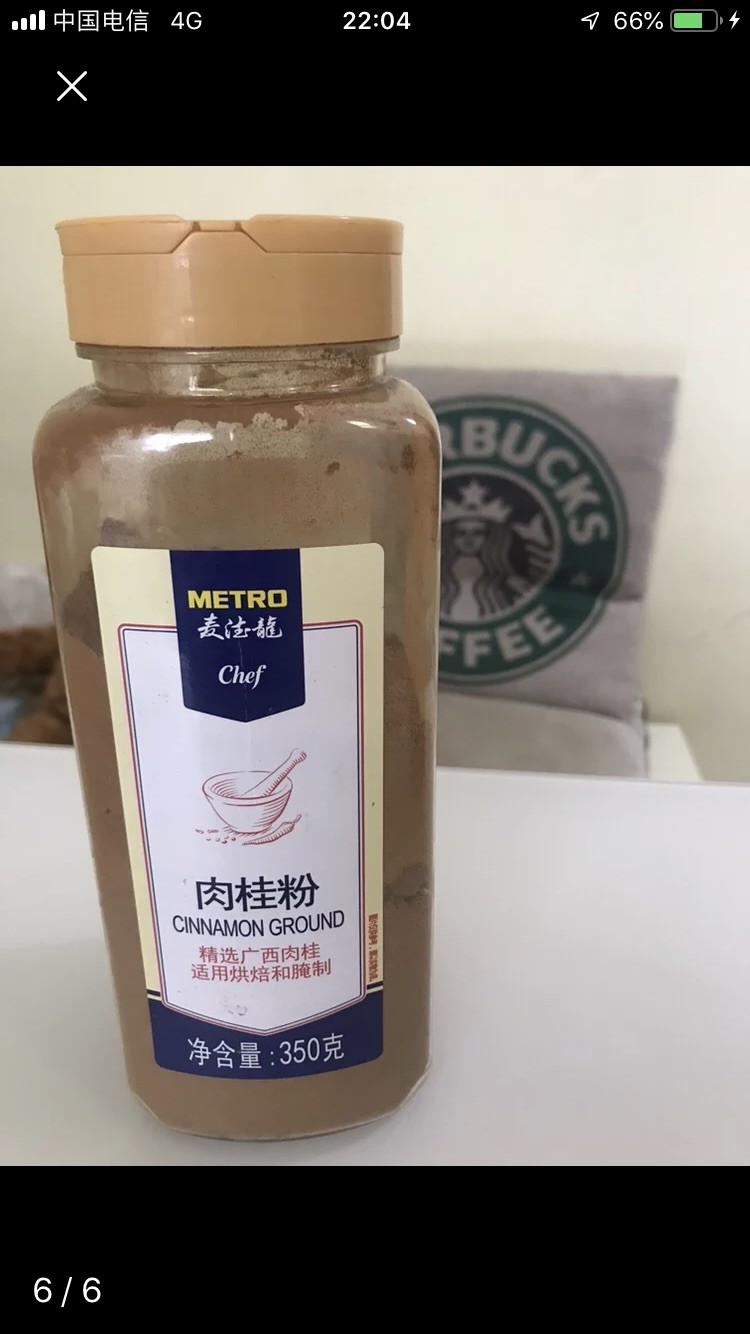 中国电信 4G 22:04 66%
METRO
麦德龍
Chef
肉桂粉
CINNAMON GROUND
精选广西肉桂
适用烘焙和腌制
净含量:350克
RBUCKS
FFEE
6 / 6